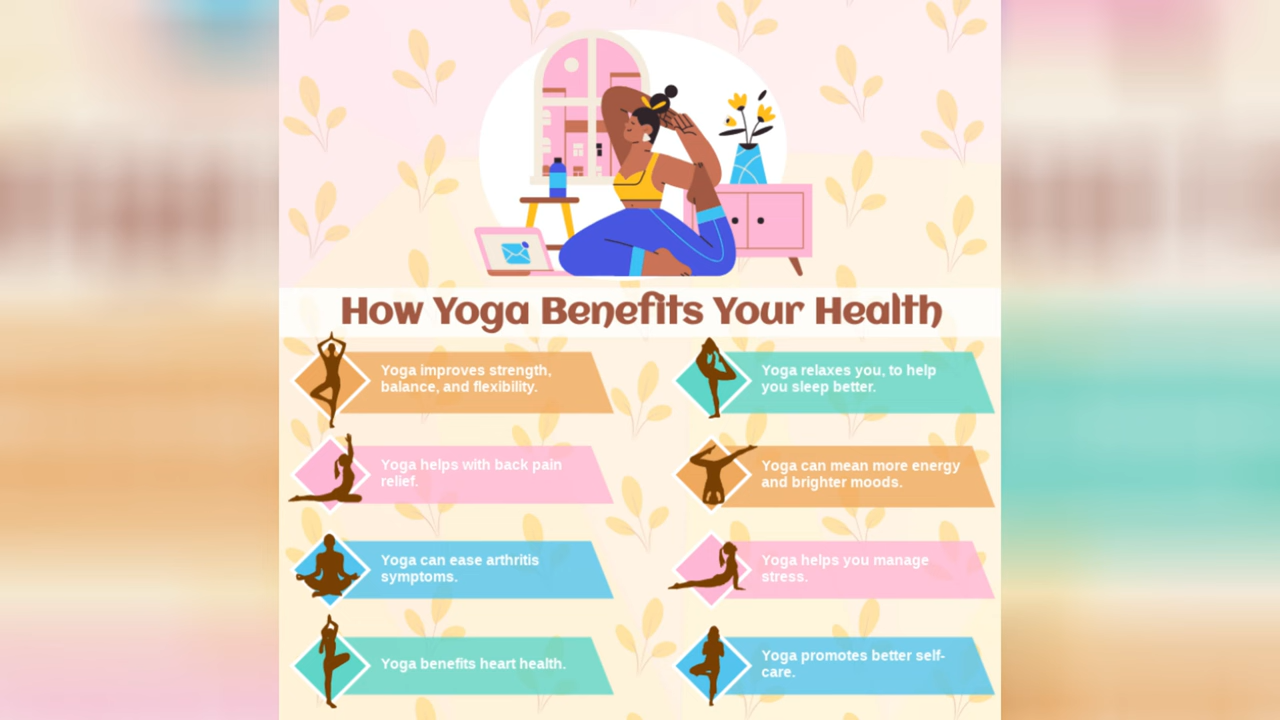 How Yoga Benefits Your Health
Yoga improves strength,
balance, and flexibility.
Yoga helps with back pain
relief.
Yoga can ease arthritis
symptoms.
Yoga benefits heart health.
Yoga relaxes you, to help
you sleep better.
Yoga can mean more energy
and brighter moods.
Yoga helps you manage
stress.
Yoga promotes better self-
care.